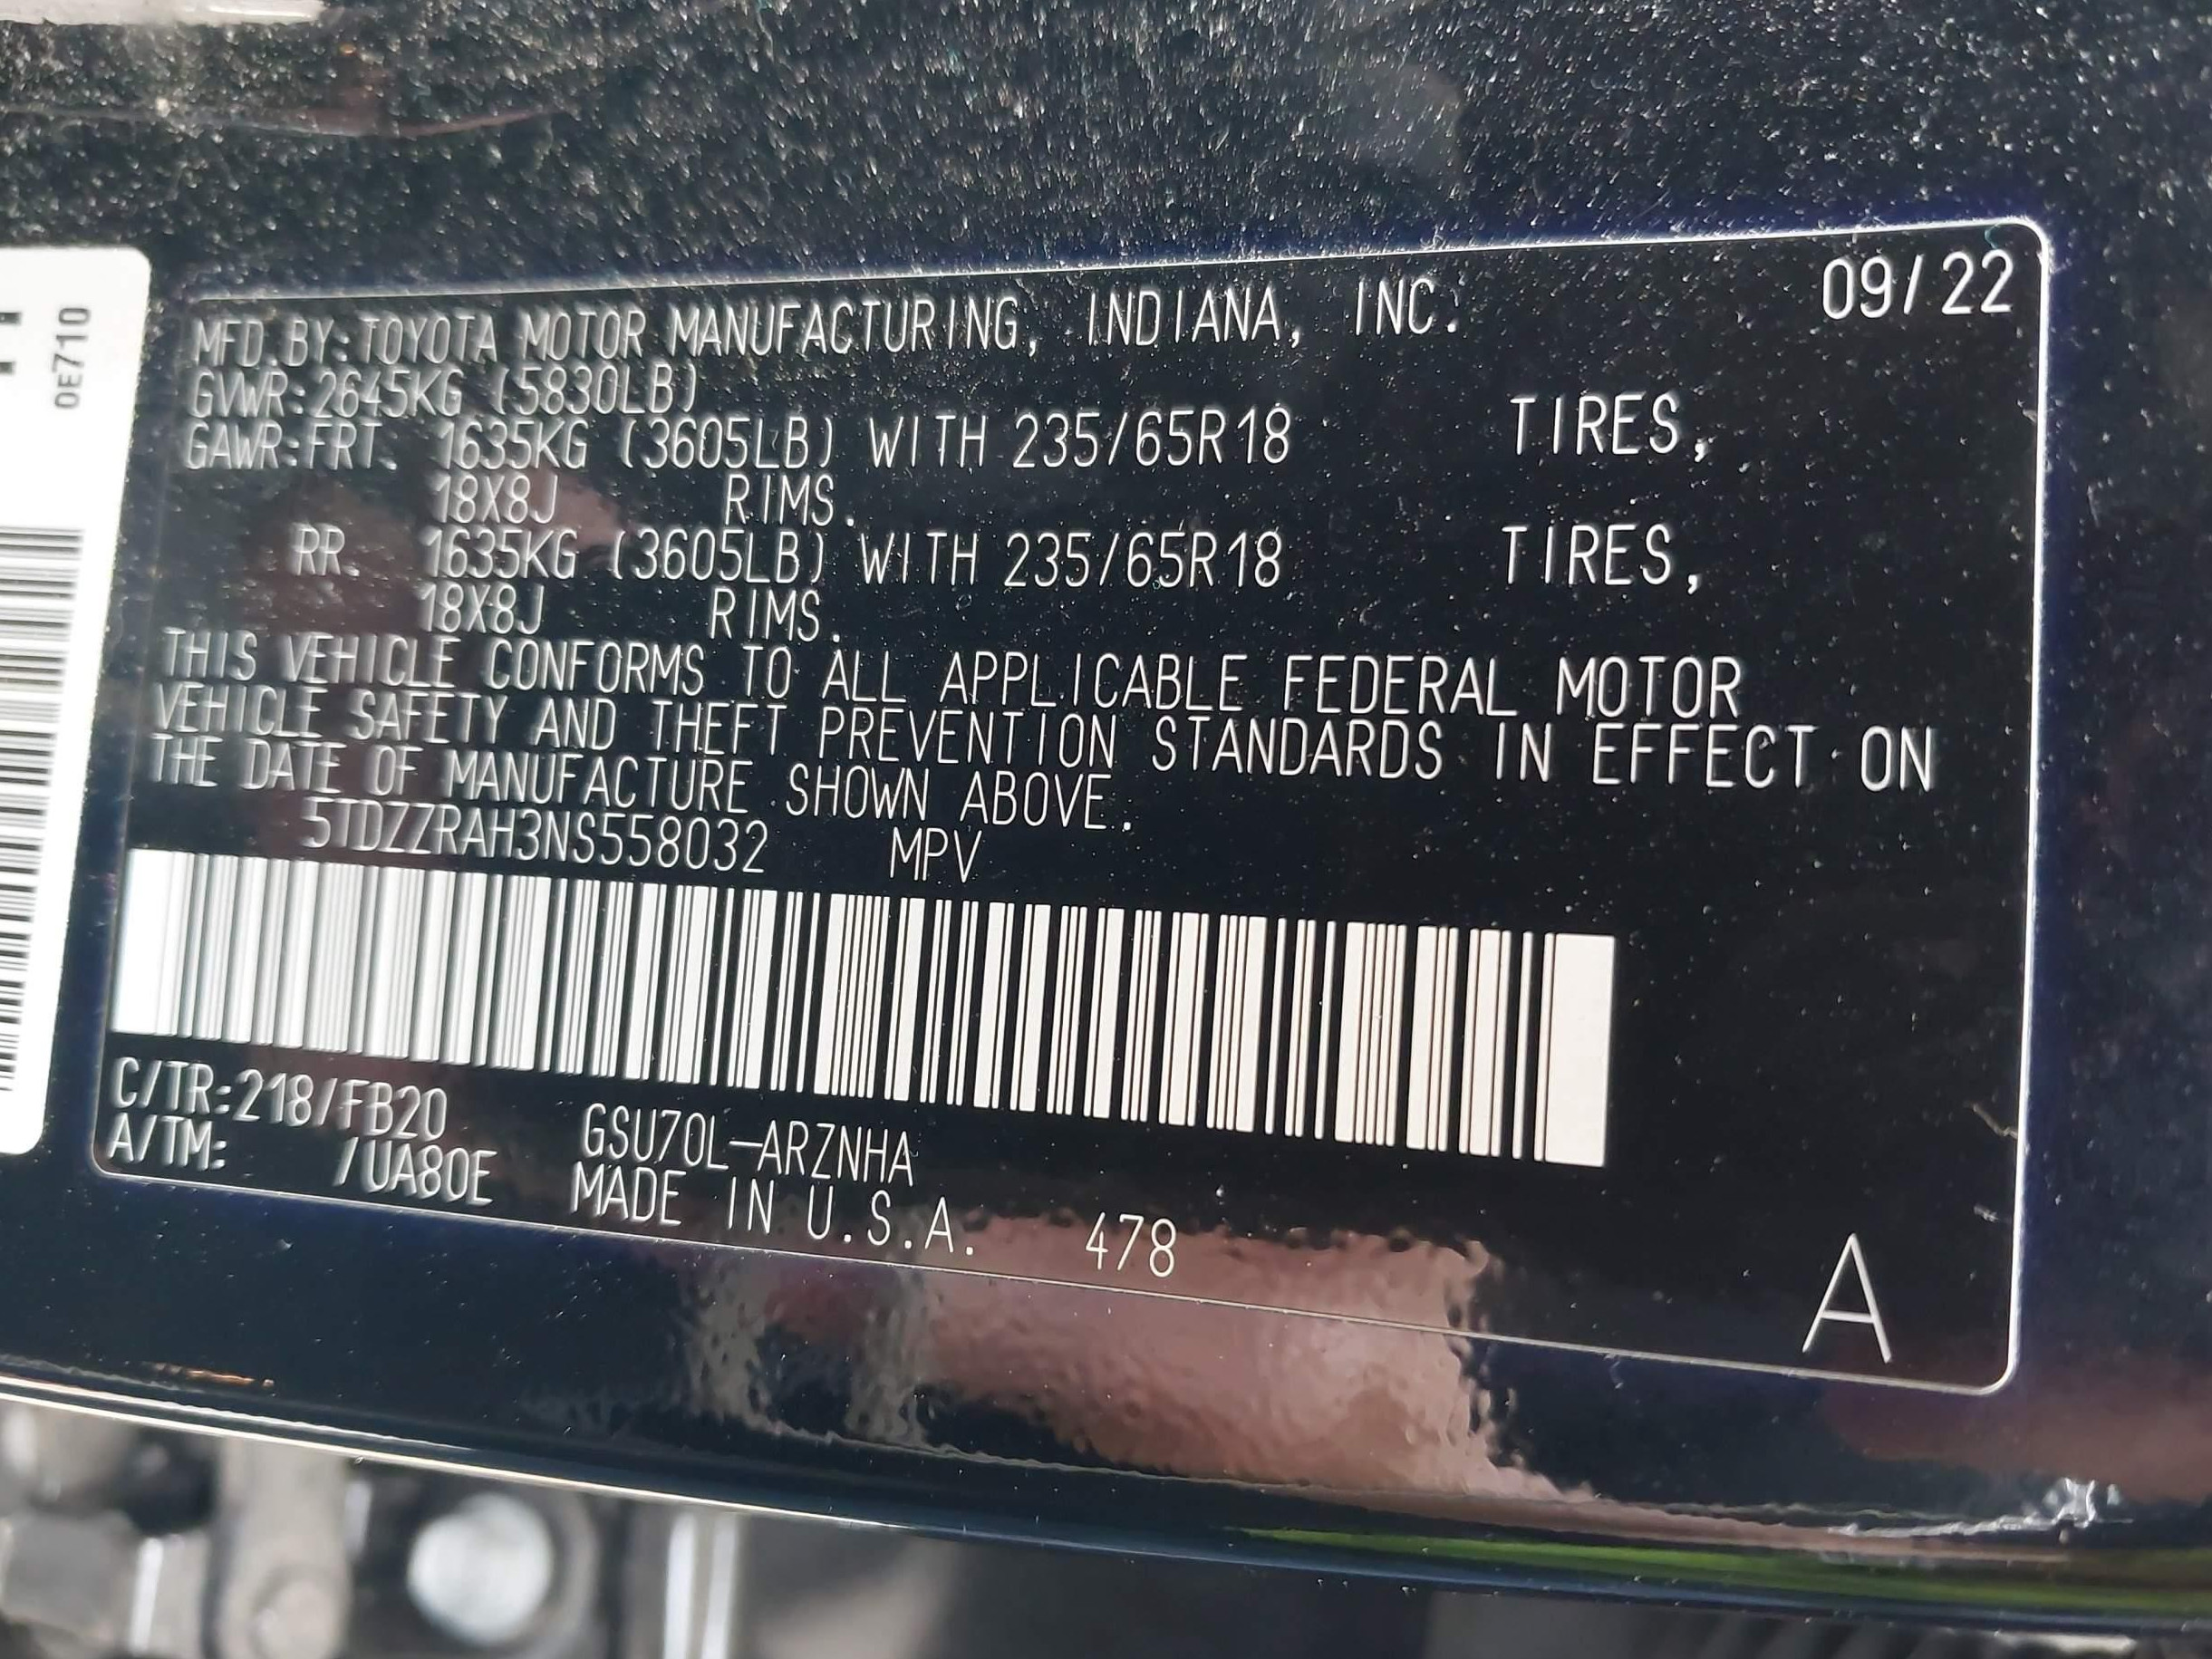 0E710
MFD.BY:TOYOTA MOTOR MANUFACTURING, INDIANA, INC. 09/22
GVWR:2645KG (5830LB)
GAWR:FRT. 1635KG (3605LB) WITH 235/65R18 TIRES,
18X8J RIMS.
RR. 1635KG (3605LB) WITH 235/65R18 TIRES,
18X8J RIMS.
THIS VEHICLE CONFORMS TO ALL APPLICABLE FEDERAL MOTOR
VEHICLE SAFETY AND THEFT PREVENTION STANDARDS IN EFFECT ON
THE DATE OF MANUFACTURE SHOWN ABOVE.
5TDZZRAH3NS558032 MPV
C/TR:218/FB20 GSU70L-ARZNHA
A/TM: /UA80E MADE IN U.S.A. 478
A